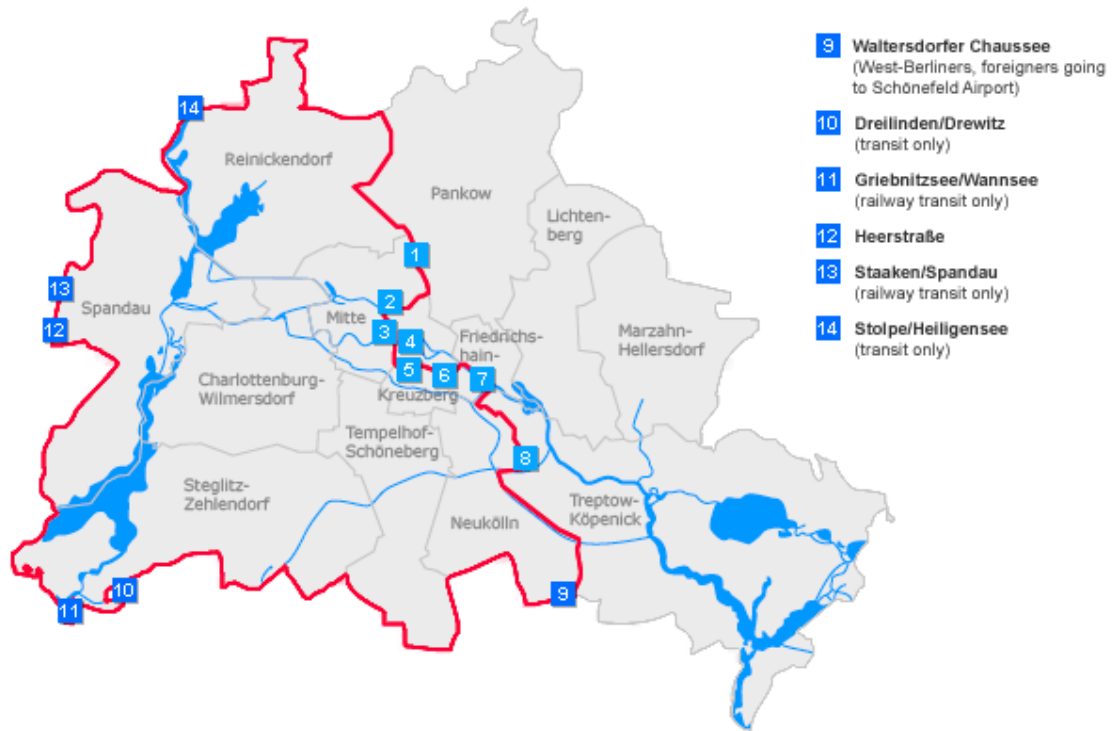 14
Reinickendorf
Pankow
Lichten-
berg
1
13
Spandau
12
2
Mitte
3
4
Friedrichs-
hain-
5
6
7
Kreuzberg
Marzahn-
Hellersdorf
Charlottenburg-
Wilmersdorf
Tempelhof-
Schöneberg
8
Steglitz-
Zehlendorf
Neukölln
Treptow-
Köpenick
10
11
9
9 Waltersdorfer Chaussee
(West-Berliners, foreigners going
to Schönefeld Airport)
10 Dreilinden/Drewitz
(transit only)
11 Griebnitzsee/Wannsee
(railway transit only)
12 Heerstraße
13 Staaken/Spandau
(railway transit only)
14 Stolpe/Heiligensee
(transit only)